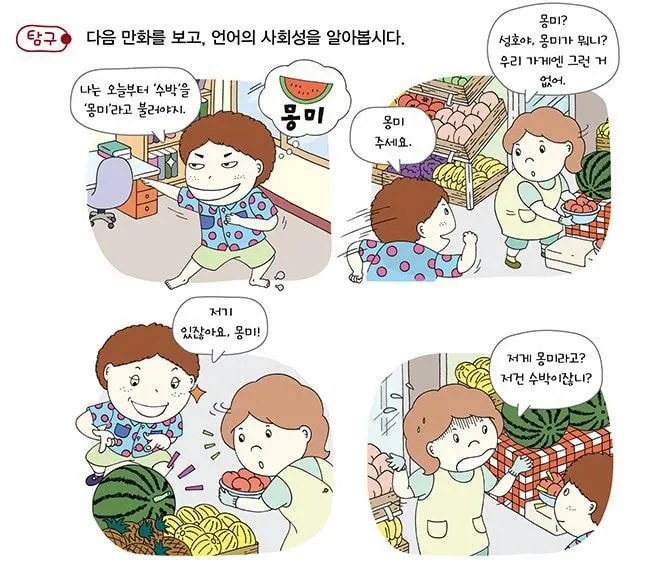 탐구 다음 만화를 보고, 언어의 사회성을 알아봅시다.
나는 오늘부터 '수박'을
'몽미'라고 불러야지.
몽미
몽미
주세요.
몽미?
성호야, 몽미가 뭐니?
우리 가게엔 그런 거
없어.
저기
있잖아요, 몽미!
저게 몽미라고?
저건 수박이잖니?